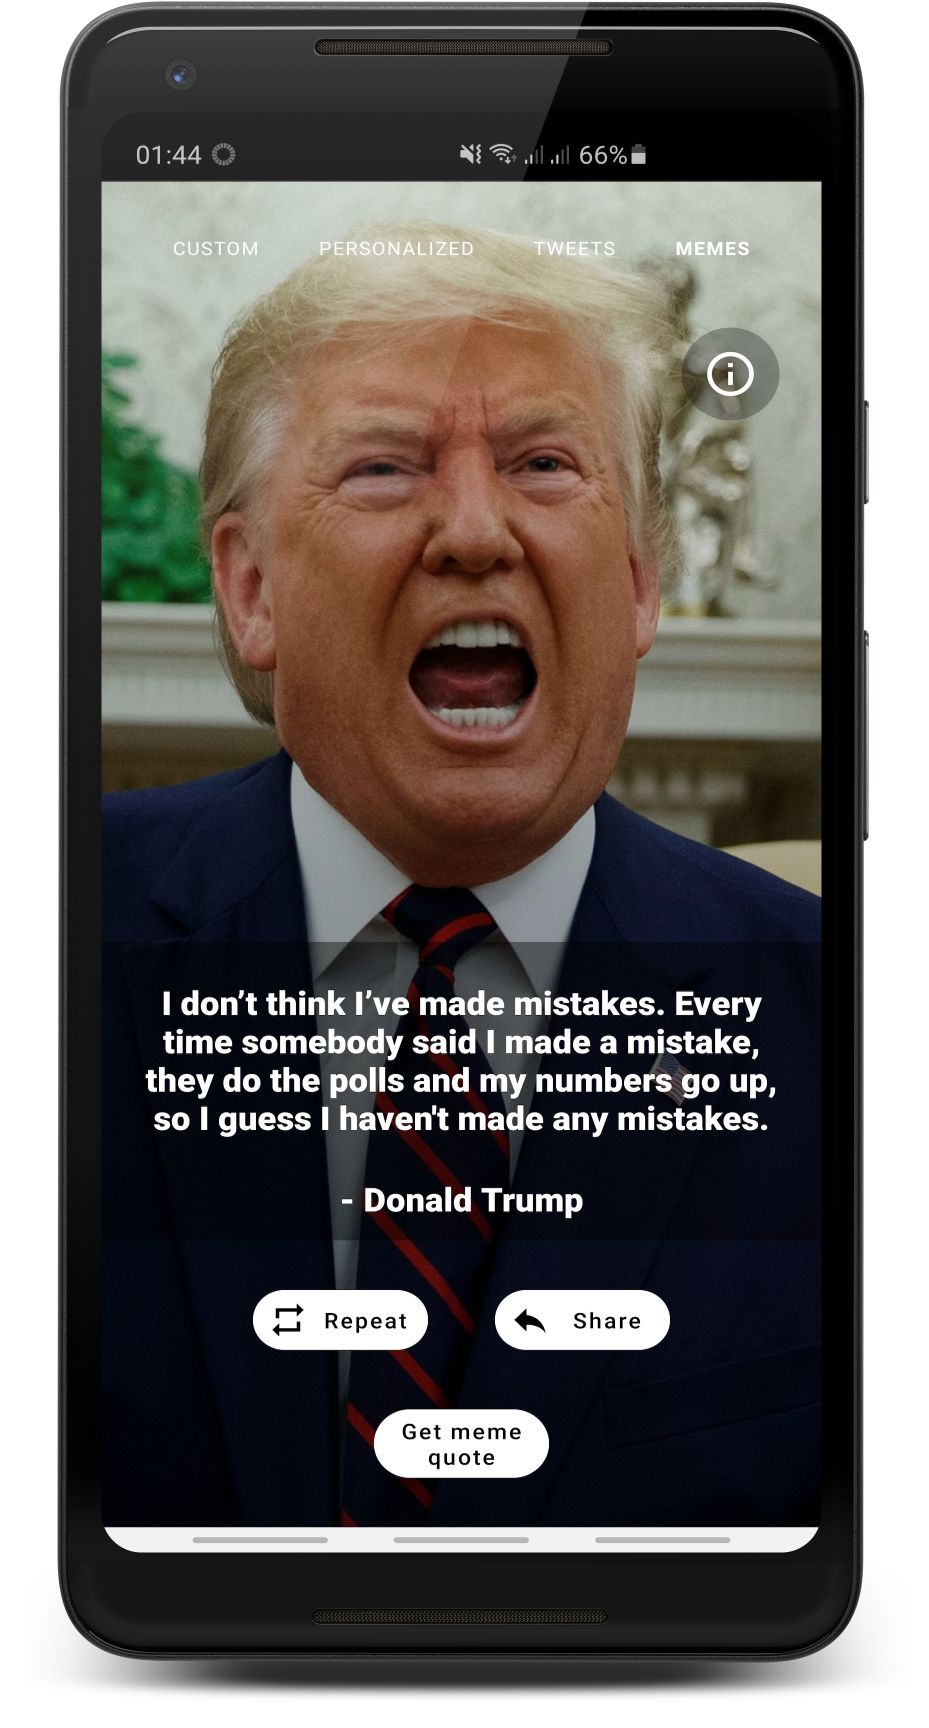 01:44
66%
CUSTOM PERSONALIZED TWEETS MEMES
I don’t think I’ve made mistakes. Every
time somebody said I made a mistake,
they do the polls and my numbers go up,
so I guess I haven't made any mistakes.
- Donald Trump
Repeat
Share
Get meme
quote